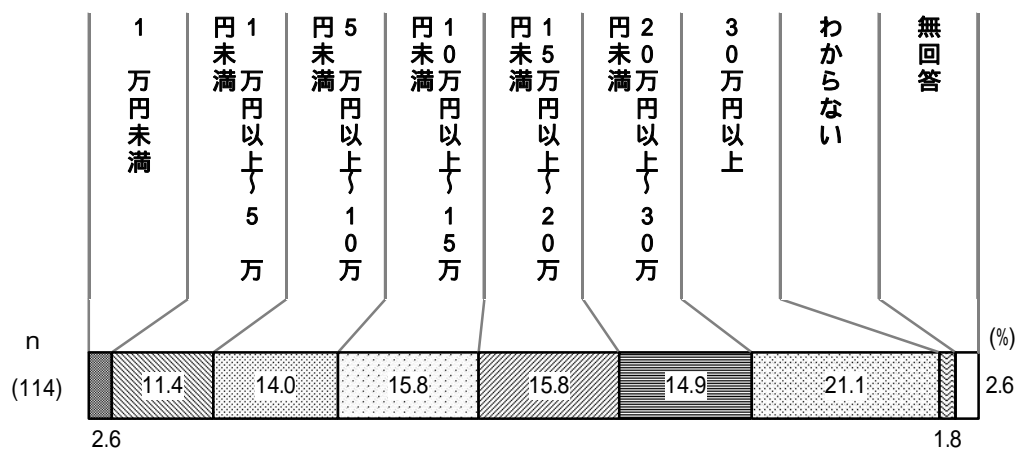 1万円未満
1万円以上～5万
円未満
5万円以上～10万
円未満
10万円以上～15万
円未満
15万円以上～20万
円未満
20万円以上～30万
円未満
30万円以上
わからない
無回答
n
(%)
(114)
11.4
14.0
15.8
15.8
14.9
21.1
2.6
2.6
1.8